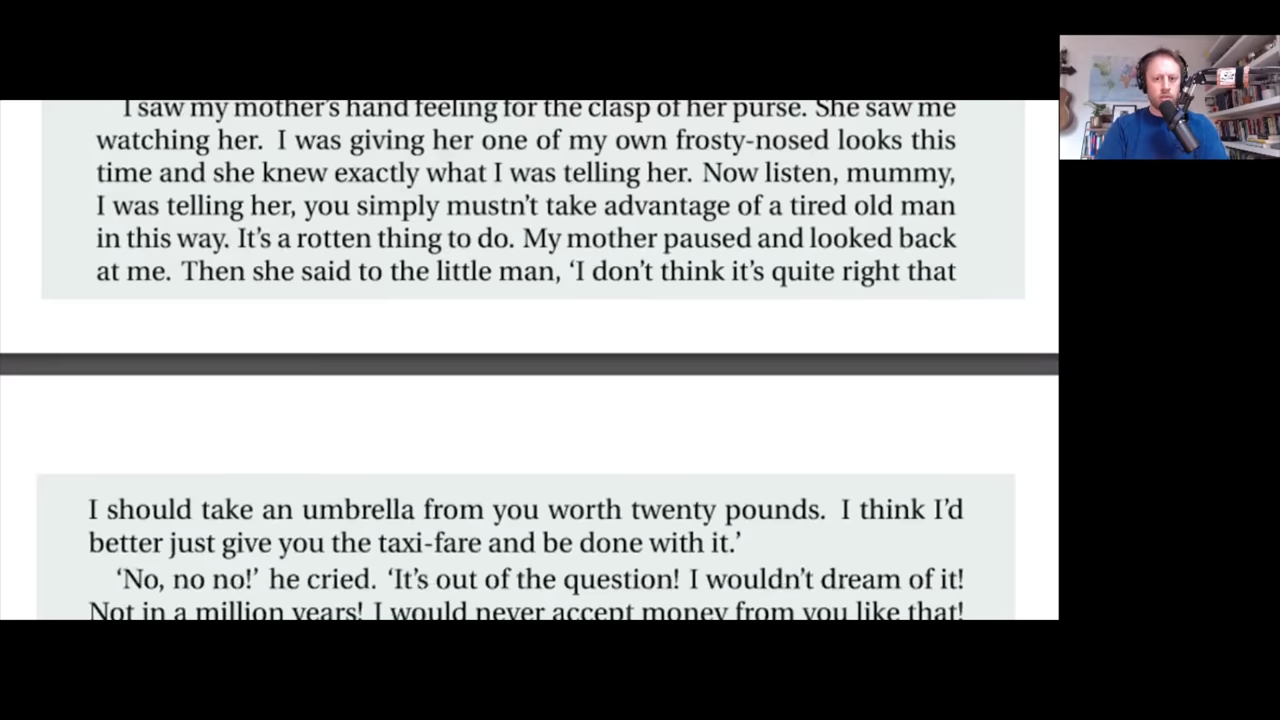 I saw my mother's hand feeling for the clasp of her purse. She saw me
watching her. I was giving her one of my own frosty-nosed looks this
time and she knew exactly what I was telling her. Now listen, mummy,
I was telling her, you simply mustn't take advantage of a tired old man
in this way. It's a rotten thing to do. My mother paused and looked back
at me. Then she said to the little man, ‘I don't think it's quite right that
I should take an umbrella from you worth twenty pounds. I think I'd
better just give you the taxi-fare and be done with it.’
‘No, no no!’ he cried. ‘It's out of the question! I wouldn't dream of it!
Not in a million years! I would never accept money from you like that!